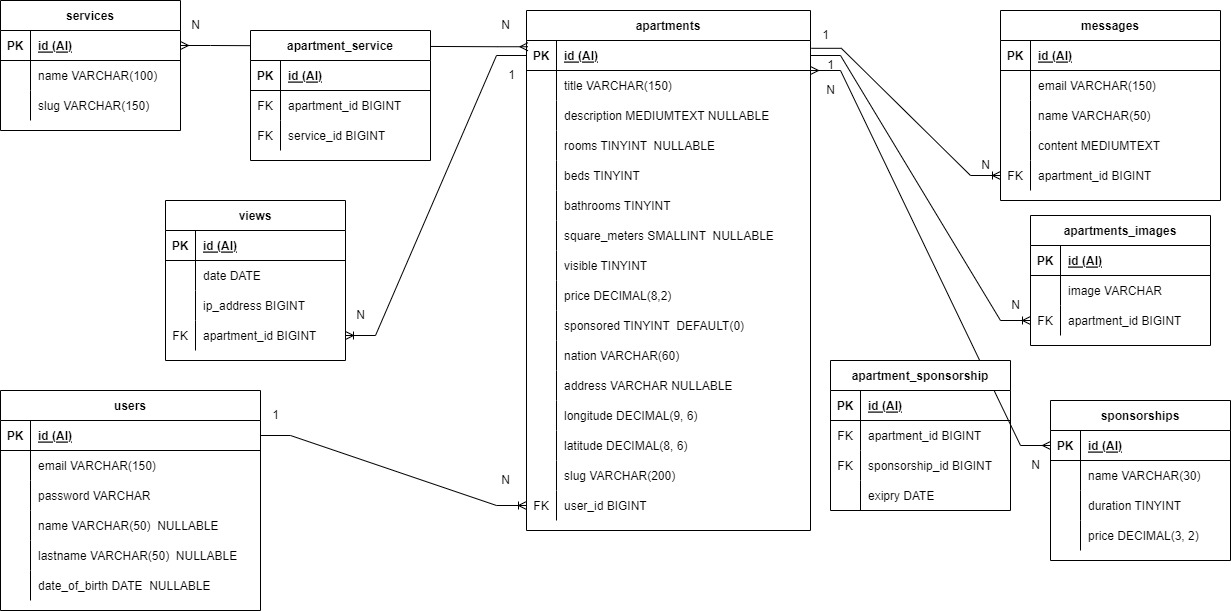 services
PK id (AI)
name VARCHAR(100)
slug VARCHAR(150)
N
N
apartment_service
PK id (AI)
FK apartment_id BIGINT
FK service_id BIGINT
views
PK id (AI)
date DATE
ip_address BIGINT
FK apartment_id BIGINT
1
N
users
PK id (AI)
email VARCHAR(150)
password VARCHAR
name VARCHAR(50) NULLABLE
lastname VARCHAR(50) NULLABLE
date_of_birth DATE NULLABLE
1
N
apartments
PK id (AI)
title VARCHAR(150)
description MEDIUMTEXT NULLABLE
rooms TINYINT NULLABLE
beds TINYINT
bathrooms TINYINT
square_meters SMALLINT NULLABLE
visible TINYINT
price DECIMAL(8,2)
sponsored TINYINT DEFAULT(0)
nation VARCHAR(60)
address VARCHAR NULLABLE
longitude DECIMAL(9, 6)
latitude DECIMAL(8, 6)
slug VARCHAR(200)
FK user_id BIGINT
1
1
N
N
messages
PK id (AI)
email VARCHAR(150)
name VARCHAR(50)
content MEDIUMTEXT
FK apartment_id BIGINT
N
apartments_images
PK id (AI)
image VARCHAR
FK apartment_id BIGINT
apartment_sponsorship
PK id (AI)
FK apartment_id BIGINT
FK sponsorship_id BIGINT
exipry DATE
N
sponsorships
PK id (AI)
name VARCHAR(30)
duration TINYINT
price DECIMAL(3, 2)